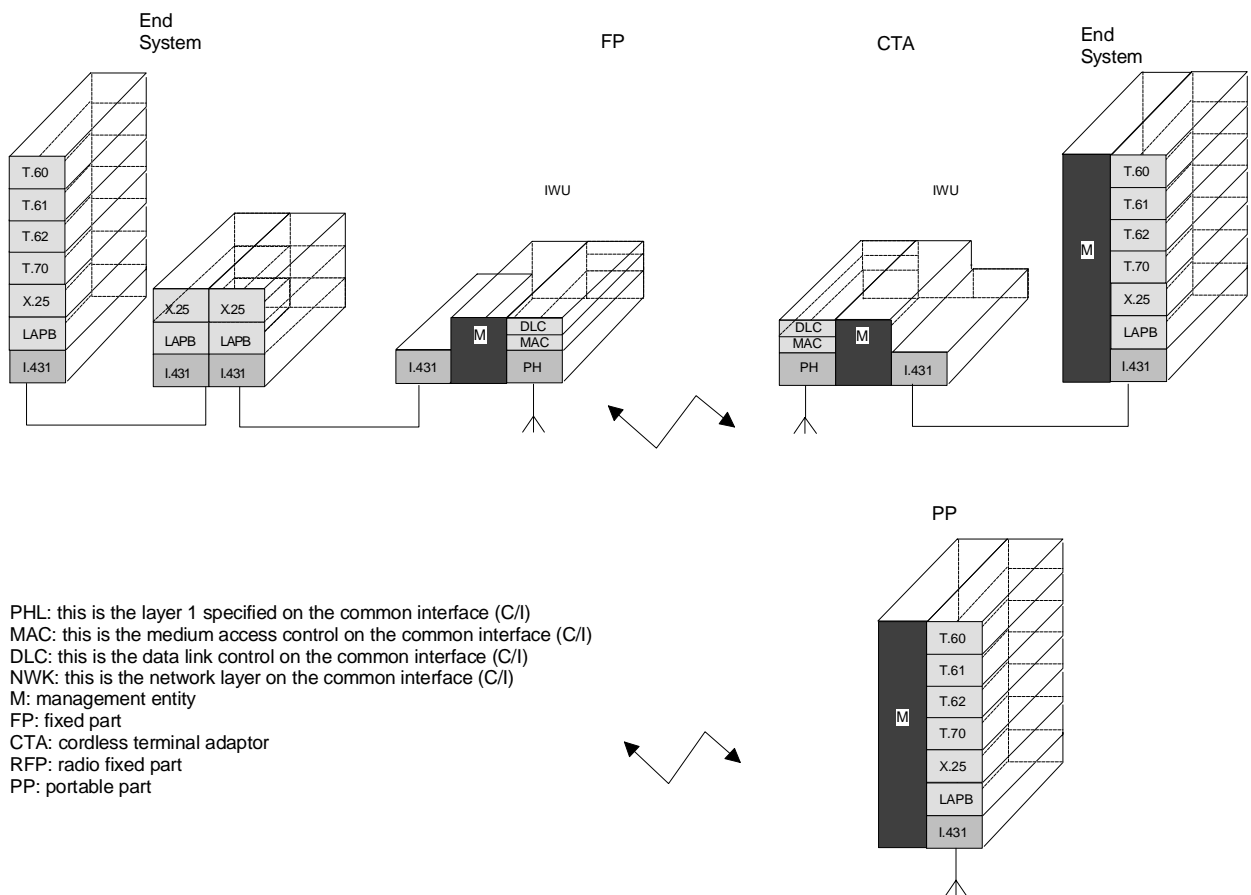 End
System
FP
CTA
End
System
IWU
IWU
T.60
T.61
T.62
T.70
X.25
LAPB
I.431
X.25
X.25
LAPB
LAPB
I.431
I.431
I.431
M
DLC
MAC
PH
DLC
MAC
PH
M
I.431
M
T.60
T.61
T.62
T.70
X.25
LAPB
I.431
PP
PHL: this is the layer 1 specified on the common interface (C/I)
MAC: this is the medium access control on the common interface (C/I)
DLC: this is the data link control on the common interface (C/I)
NWK: this is the network layer on the common interface (C/I)
M: management entity
FP: fixed part
CTA: cordless terminal adaptor
RFP: radio fixed part
PP: portable part
M
T.60
T.61
T.62
T.70
X.25
LAPB
I.431